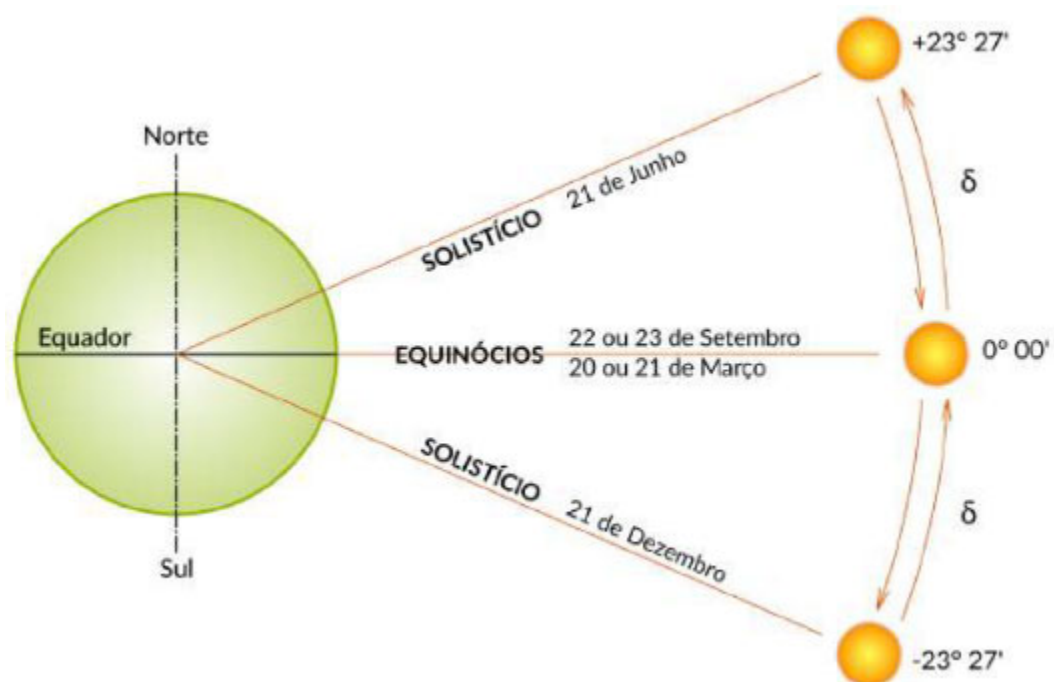 +23° 27'
Norte
SOLISTÍCIO 21 de Junho
δ
Equador
EQUINÓCIOS
22 ou 23 de Setembro
20 ou 21 de Março
0° 00'
SOLISTÍCIO 21 de Dezembro
δ
Sul
-23° 27'